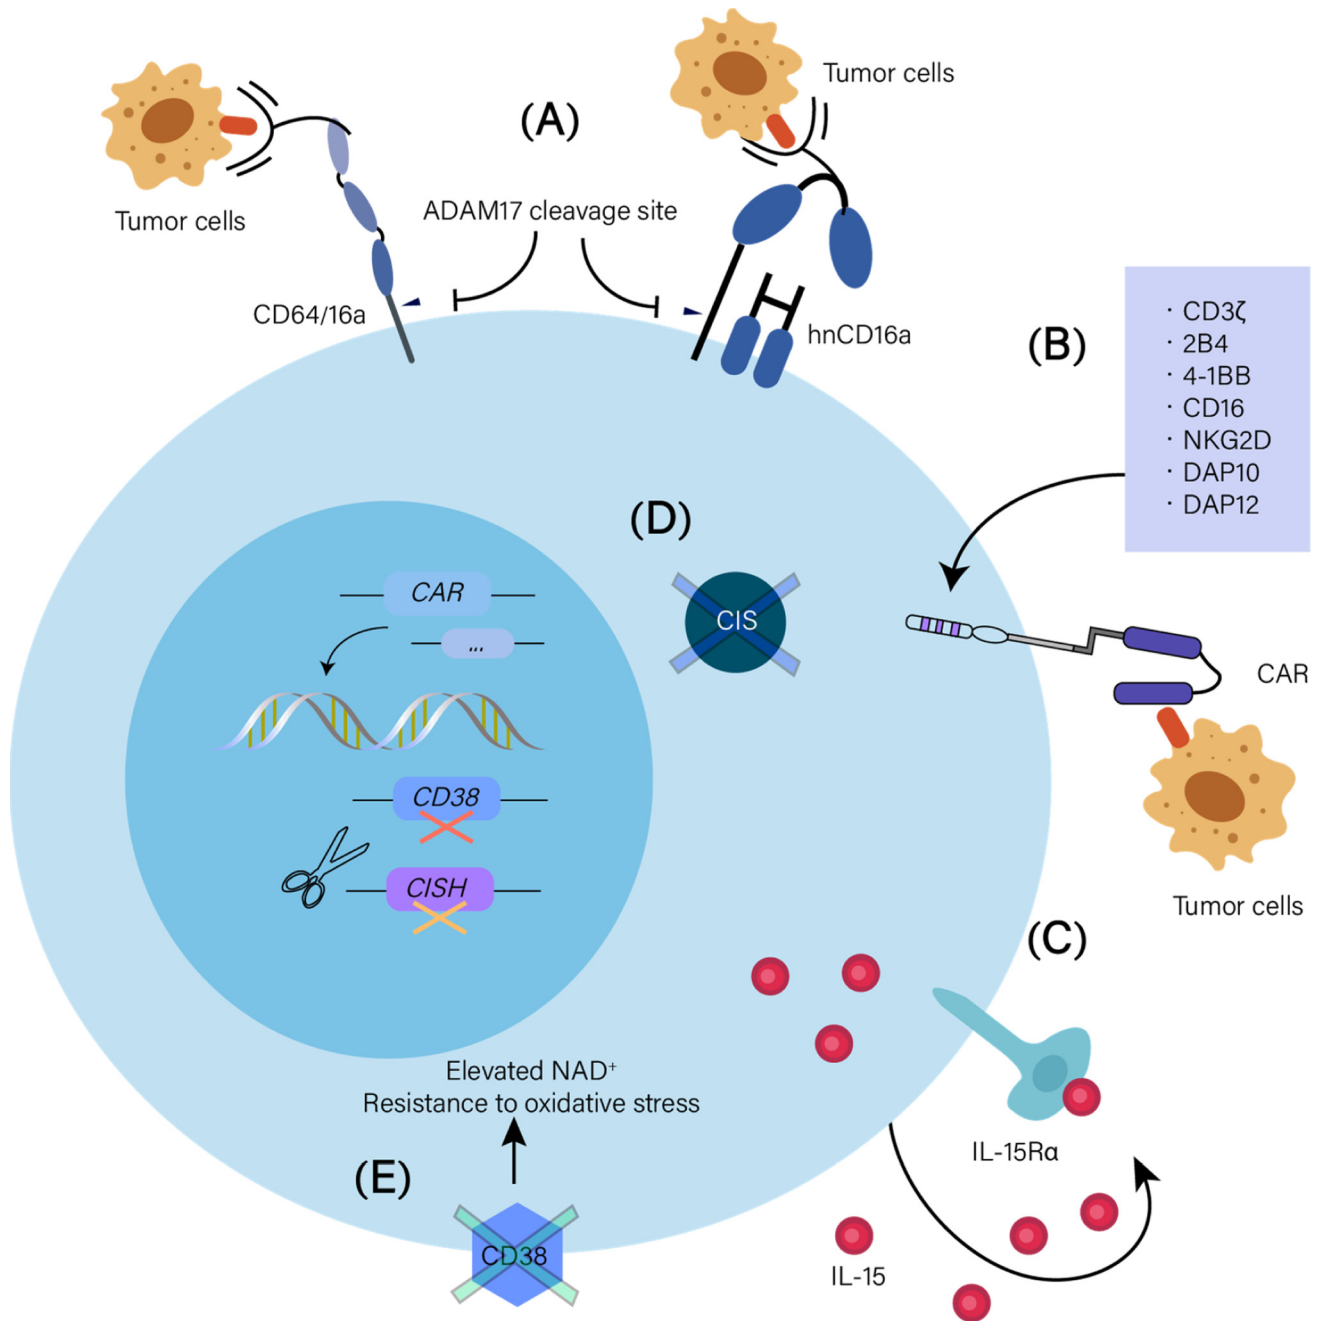 Tumor cells
(A)
Tumor cells
ADAM17 cleavage site
CD64/16a
hnCD16a
(B)
· CD3ζ
· 2B4
· 4-1BB
· CD16
· NKG2D
· DAP10
· DAP12
(D)
CIS
CAR
...
CD38
CISH
CAR
Tumor cells
(C)
IL-15Rα
IL-15
Elevated NAD⁺
Resistance to oxidative stress
(E)
CD38